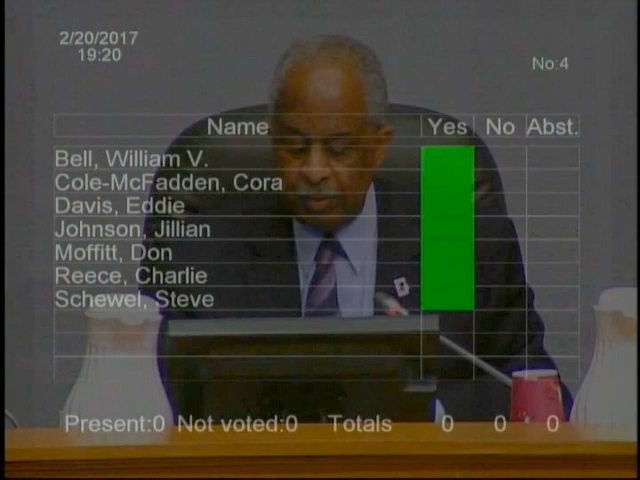 2/20/2017
19:20
No:4
Name Yes No Abst.
Bell, William V.
Cole-McFadden, Cora
Davis, Eddie
Johnson, Jillian
Moffitt, Don
Reece, Charlie
Schewel, Steve
Present:0 Not voted:0 Totals 0 0 0